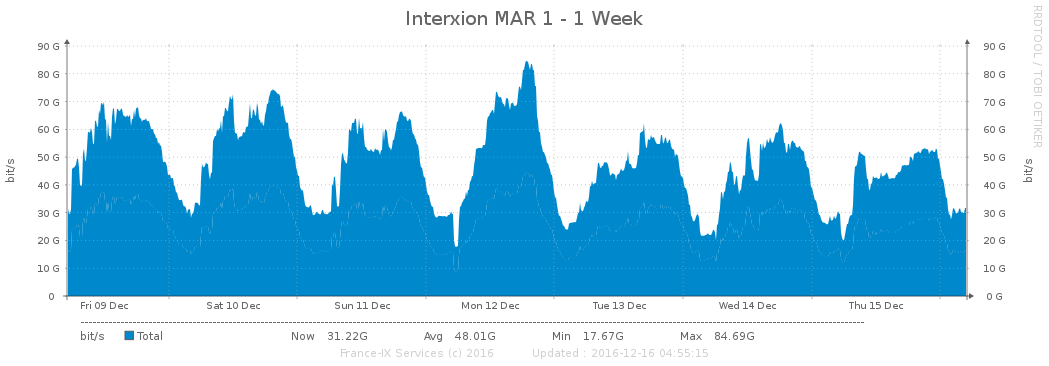 Interxion MAR 1 - 1 Week
RRDTOOL / TOBI OETIKER
bit/s
90 G 90 G
80 G 80 G
70 G 70 G
60 G 60 G
50 G 50 G
40 G 40 G
30 G 30 G
20 G 20 G
10 G 10 G
0 0 G
bit/s
Fri 09 Dec Sat 10 Dec Sun 11 Dec Mon 12 Dec Tue 13 Dec Wed 14 Dec Thu 15 Dec
bit/s Total Now 31.22G Avg 48.01G Min 17.67G Max 84.69G
France-IX Services (c) 2016 Updated : 2016-12-16 04:55:15